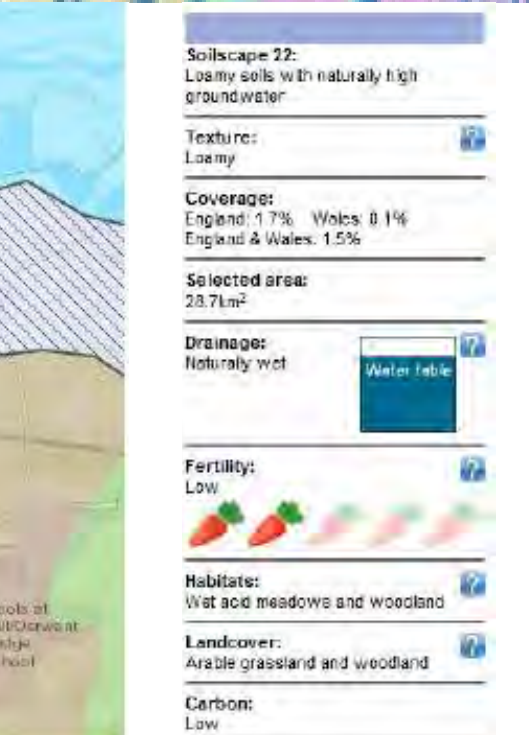 Soilscape 22:
Loamy soils with naturally high
groundwater
Texture:
Loamy
Coverage:
England: 1.7% Wales: 0.1%
England & Wales: 1.5%
Selected area:
28.7km²
Drainage:
Naturally wet
Water table
Fertility:
Low
Habitats:
Wet acid meadows and woodland
Landcover:
Arable grassland and woodland
Carbon:
Low